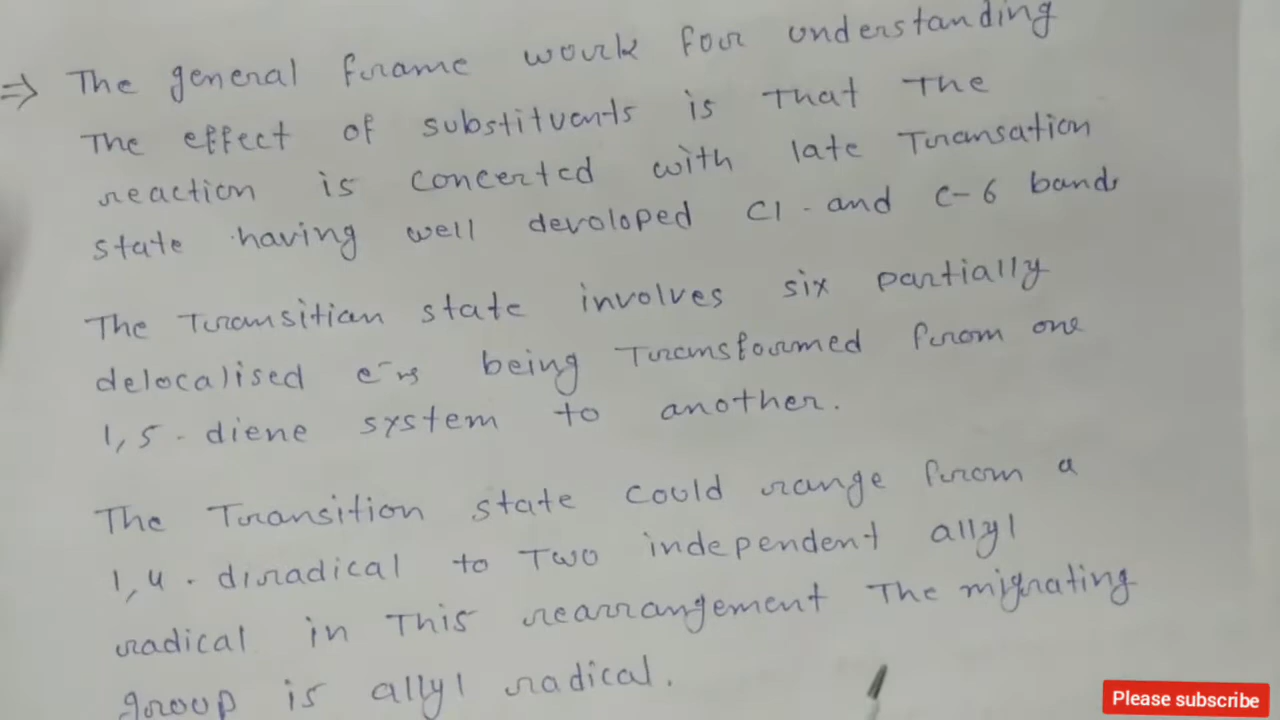 ⇒ The general frame work for understanding
The effect of substituents is that the
reaction is concerted with late Transation
state having well devoloped C1 - and C-6 bands
The Transitian state involves six partially
delocalised e⁻rs being Transformed from one
1,5 - diene system to another.
The Transition state could range from a
1,4 - diradical to Two independent allyl
radical in This rearrangement The migrating
group is allyl radical.
Please subscribe